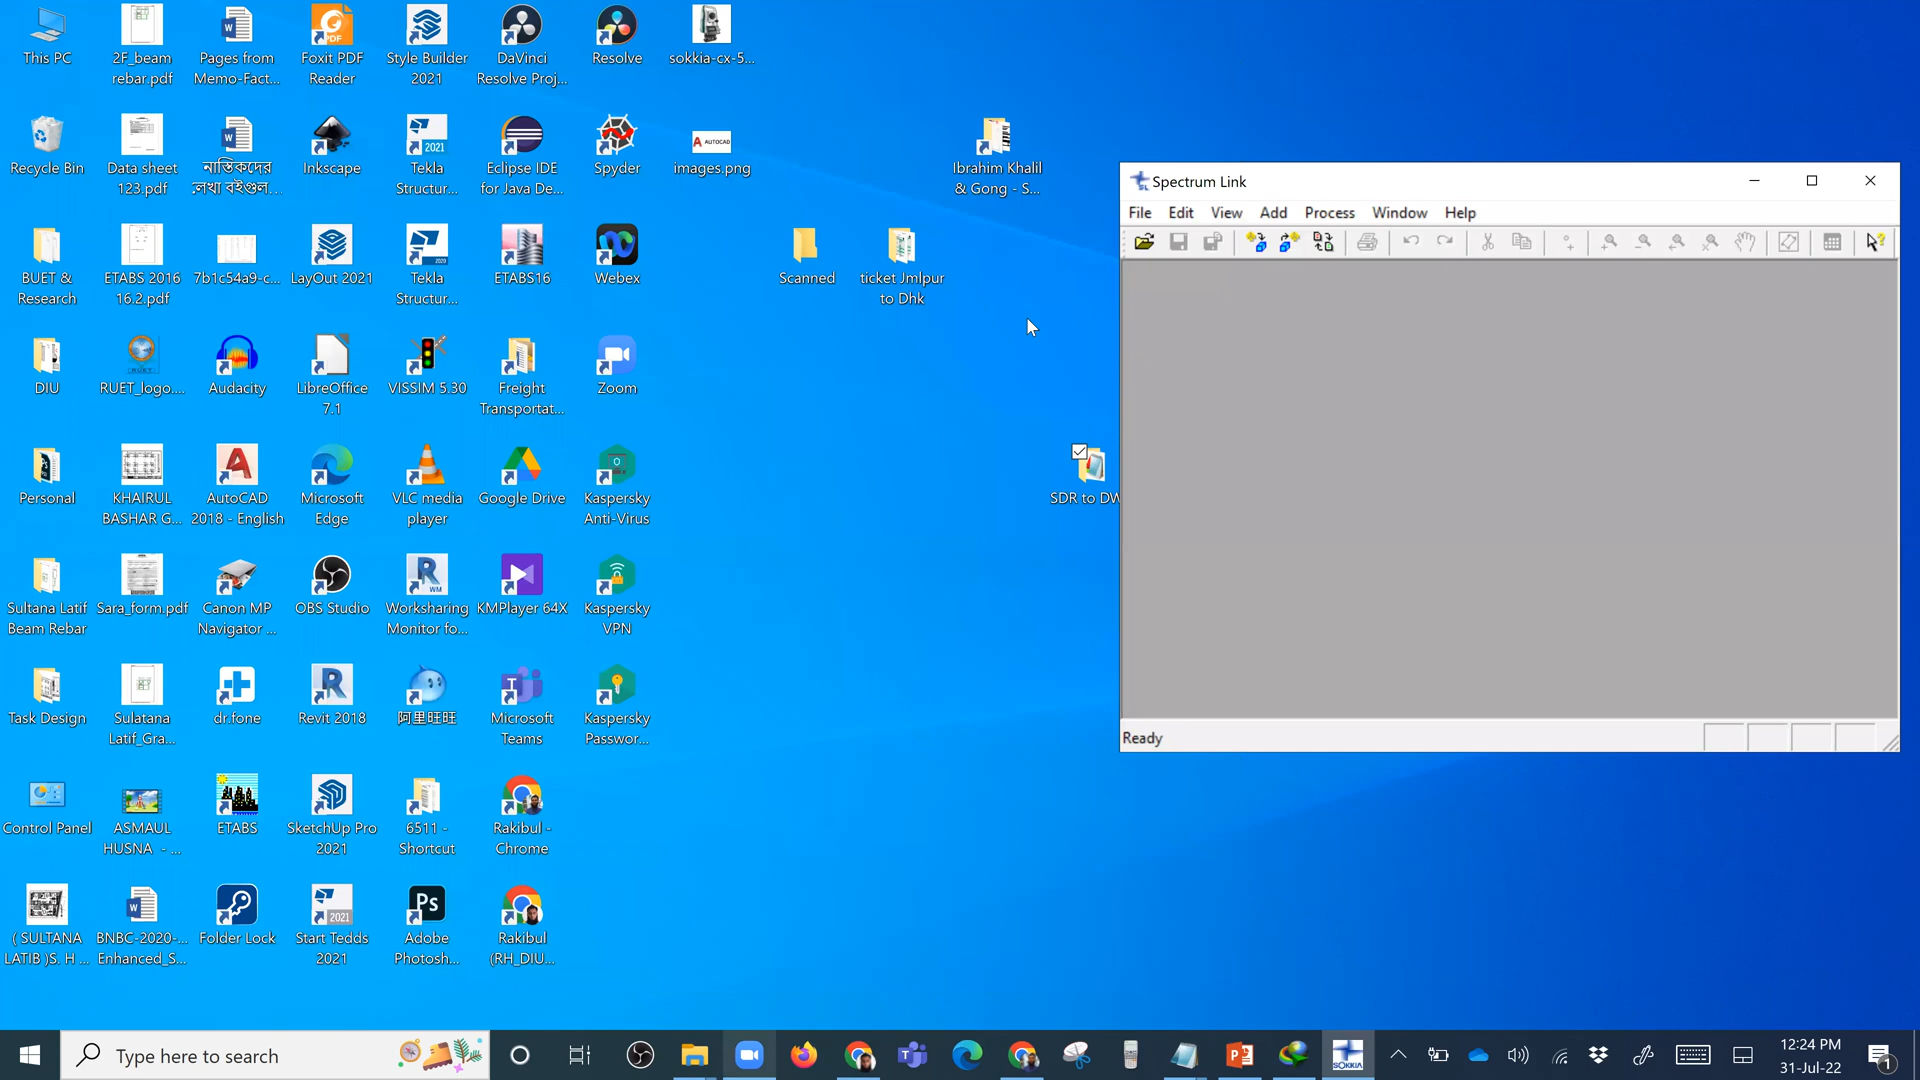 This PC
2F_beam
rebar.pdf
Pages from
Memo-Fact...
Foxit PDF
Reader
Style Builder
2021
DaVinci
Resolve Proj...
Resolve
sokkia-cx-5...
Recycle Bin
Data sheet
123.pdf
নাস্তিকদের
লেখা বইগুল...
Inkscape
Tekla
Structur...
2021
Eclipse IDE
for Java De...
Spyder
AUTOCAD
images.png
Ibrahim Khalil
& Gong - S...
BUET &
Research
ETABS 2016
16.2.pdf
7b1c54a9-c...
LayOut 2021
Tekla
Structur...
2020
ETABS16
Webex
Scanned
ticket Jmlpur
to Dhk
DIU
RUET_logo....
Audacity
LibreOffice
7.1
VISSIM 5.30
Freight
Transportat...
Zoom
Personal
KHAIRUL
BASHAR G...
AutoCAD
2018 - English
Microsoft
Edge
VLC media
player
Google Drive
Kaspersky
Anti-Virus
SDR to DW
Sultana Latif
Beam Rebar
Sara_form.pdf
Canon MP
Navigator ...
OBS Studio
Worksharing
Monitor fo...
KMPlayer 64X
Kaspersky
VPN
Task Design
Sulatana
Latif_Gra...
dr.fone
Revit 2018
阿里旺旺
Microsoft
Teams
Kaspersky
Passwor...
Control Panel
ASMAUL
HUSNA - ...
ETABS
SketchUp Pro
2021
6511 -
Shortcut
Rakibul -
Chrome
( SULTANA
LATIB )S. H ...
BNBC-2020-...
Enhanced_S...
Folder Lock
Start Tedds
2021
2021
Adobe
Photosh...
Ps
Rakibul
(RH_DIU...
Spectrum Link
File Edit View Add Process Window Help
Ready
Type here to search
SOKKIA
12:24 PM
31-Jul-22
1